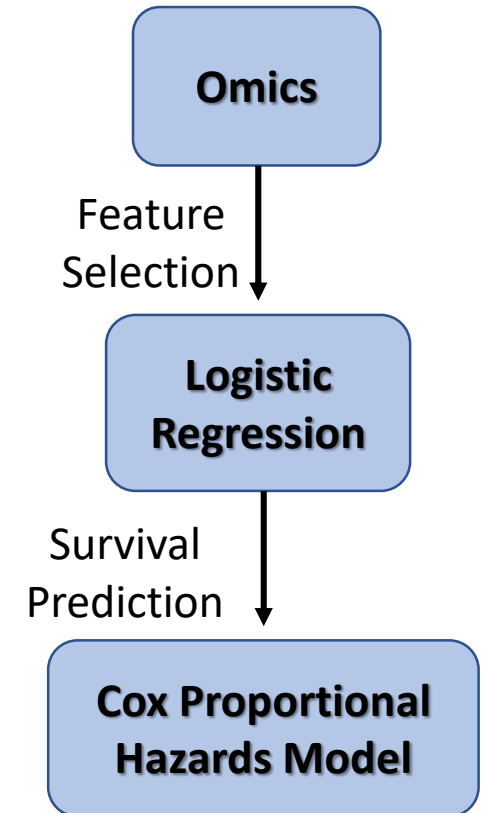 Omics
Feature
Selection
Logistic
Regression
Survival
Prediction
Cox Proportional
Hazards Model